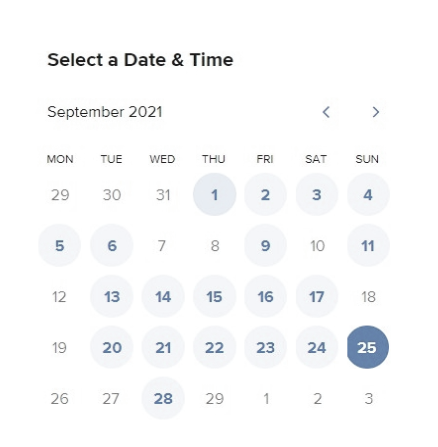 Select a Date & Time
September 2021
MON TUE WED THU FRI SAT SUN
29 30 31 1 2 3 4
5 6 7 8 9 10 11
12 13 14 15 16 17 18
19 20 21 22 23 24 25
26 27 28 29 1 2 3